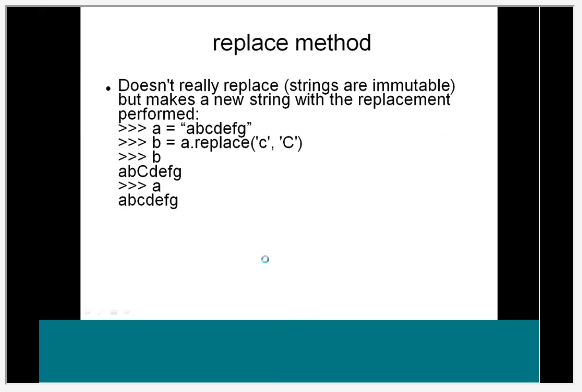 replace method
• Doesn't really replace (strings are immutable)
but makes a new string with the replacement
performed:
>>> a = “abcdefg”
>>> b = a.replace('c', 'C')
>>> b
abCdefg
>>> a
abcdefg